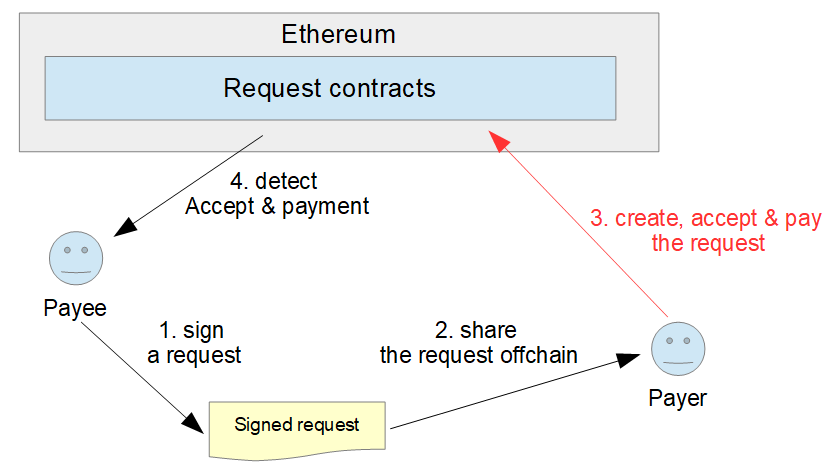 Ethereum
Request contracts
4. detect
Accept & payment
3. create, accept & pay
the request
Payee
1. sign
a request
2. share
the request offchain
Payer
Signed request